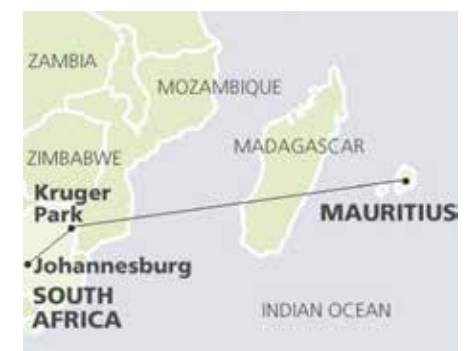 ZAMBIA
MOZAMBIQUE
MADAGASCAR
ZIMBABWE
Kruger
Park
MAURITIUS
Johannesburg
SOUTH
AFRICA
INDIAN OCEAN